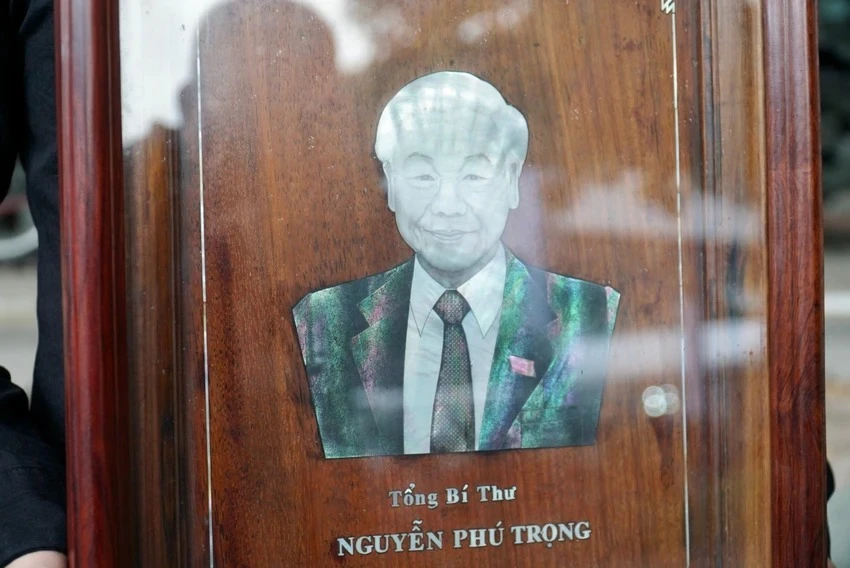 Tổng Bí Thư
NGUYỄN PHÚ TRỌNG